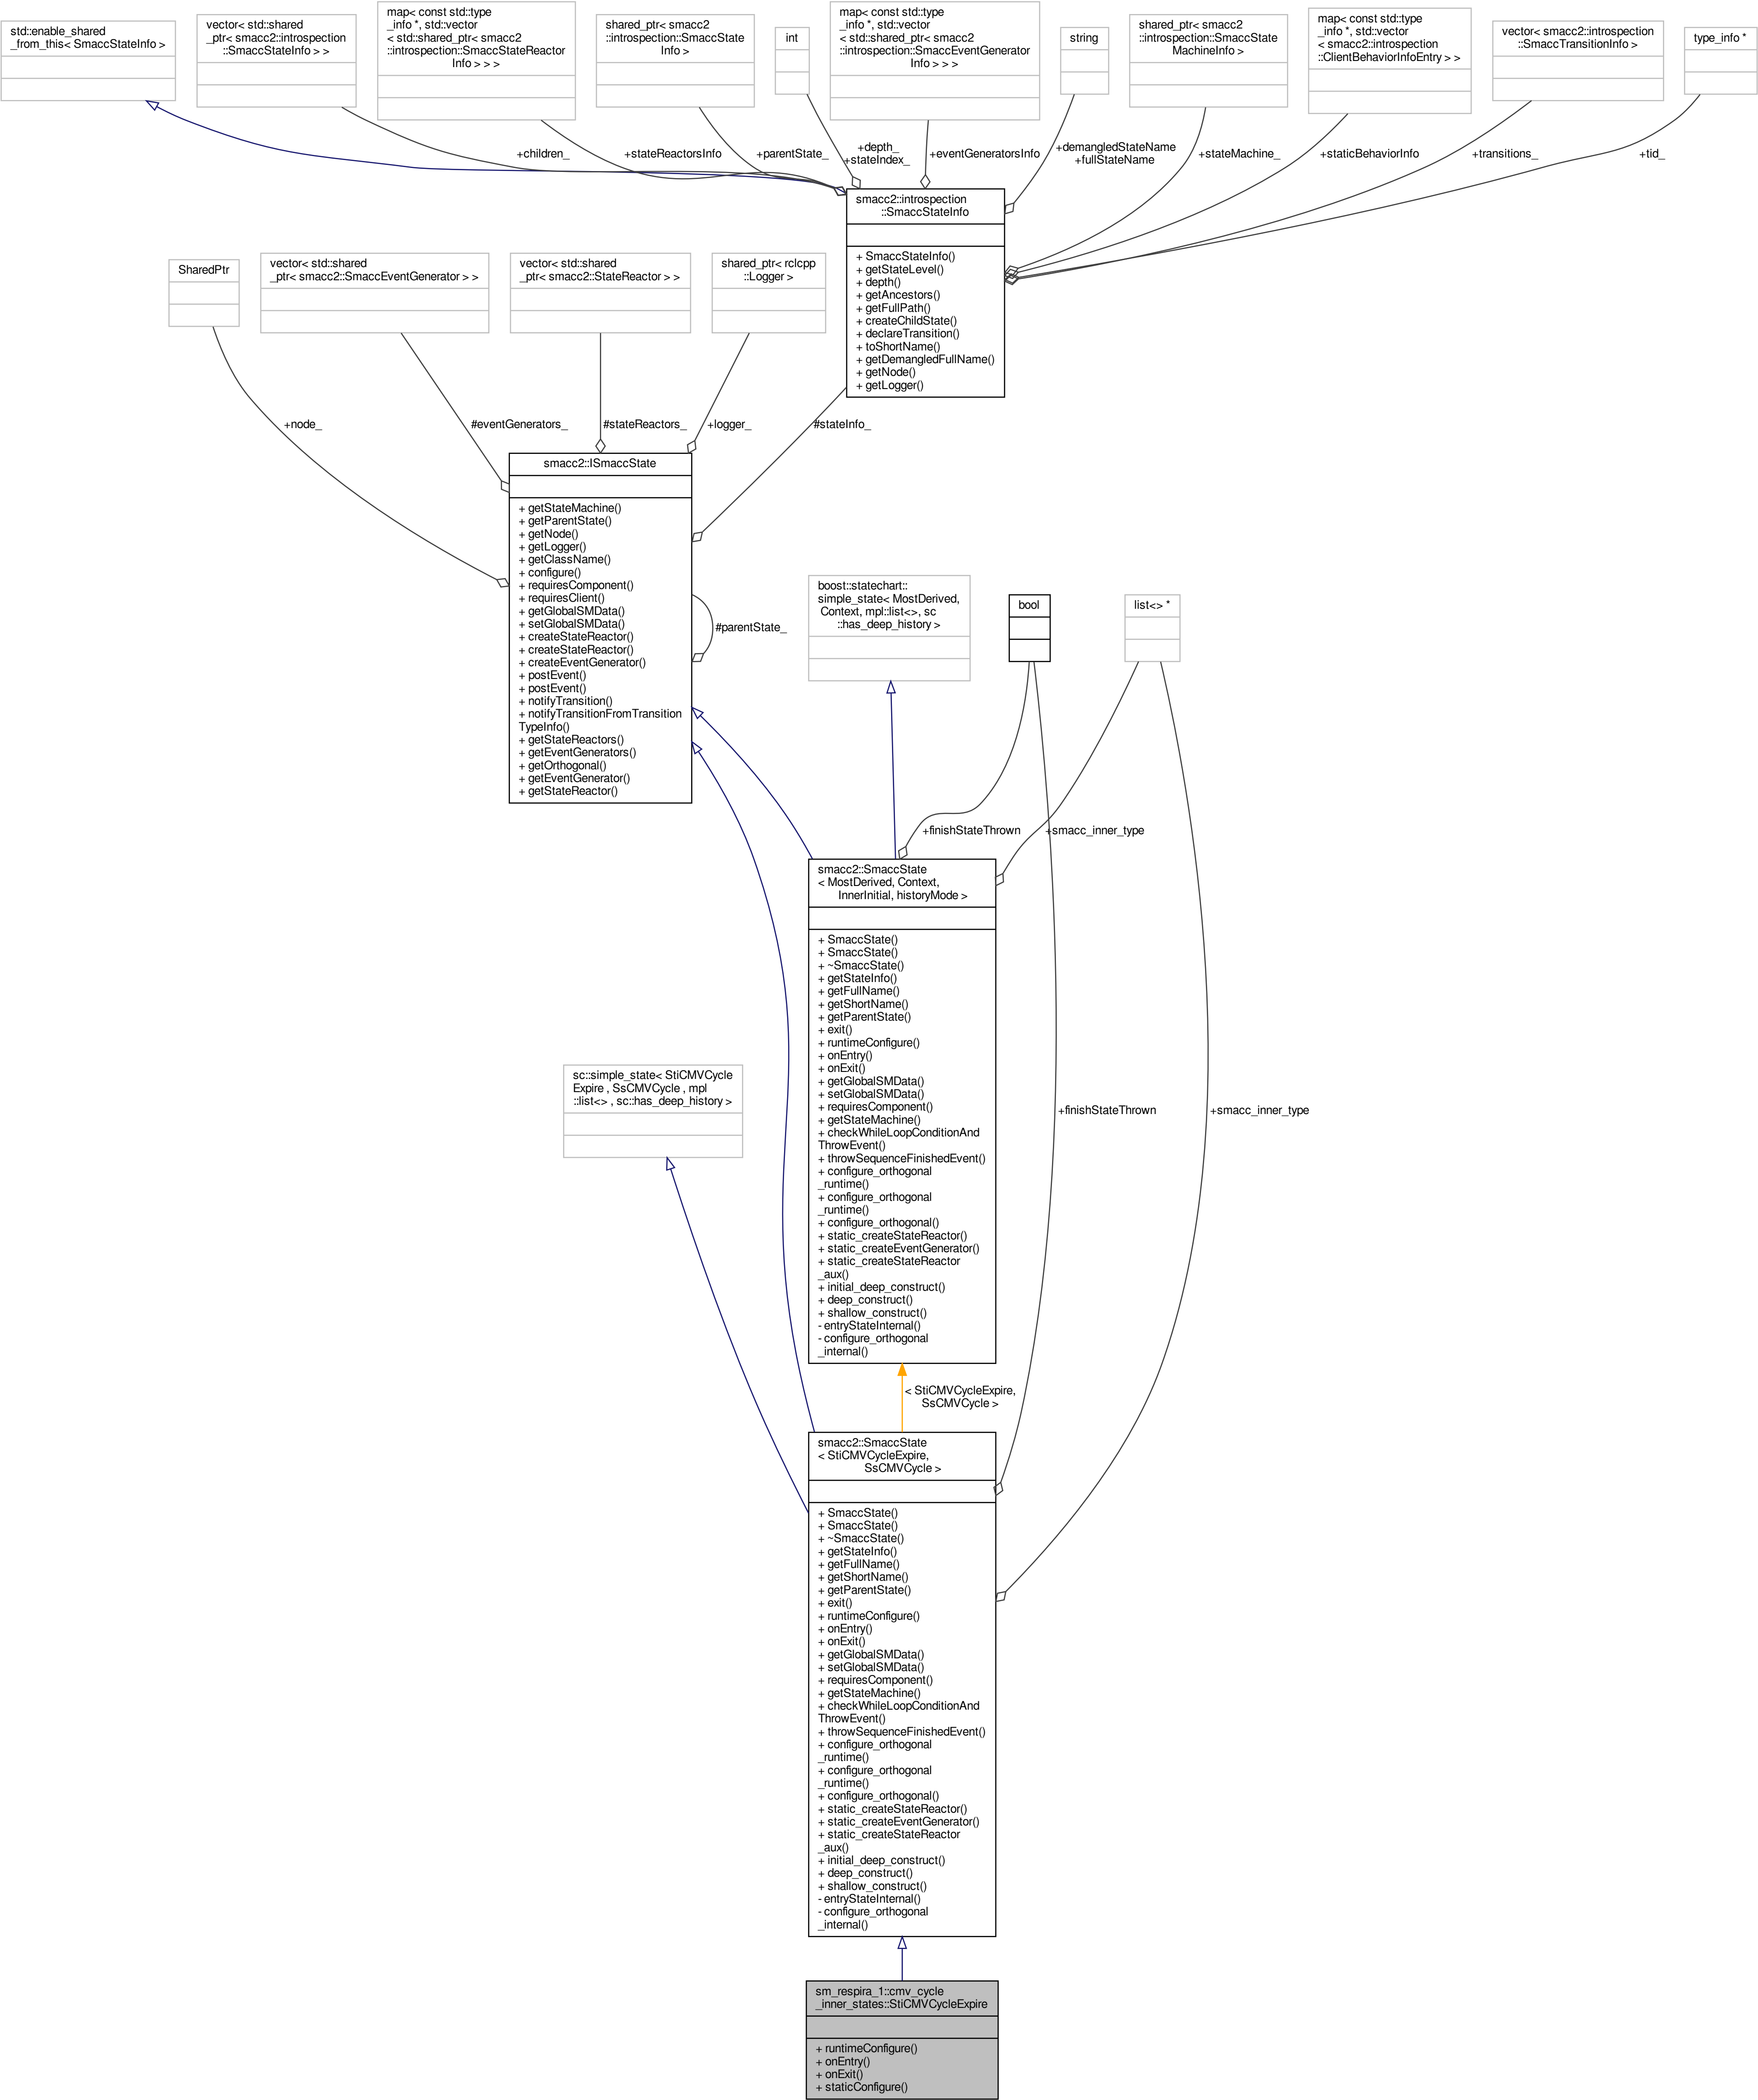 std::enable_shared
_from_this< SmaccStateInfo >
vector< std::shared
_ptr< smacc2::introspection
::SmaccStateInfo > >
map< const std::type
_info *, std::vector
< std::shared_ptr< smacc2
::introspection::SmaccStateReactor
Info > > >
shared_ptr< smacc2
::introspection::SmaccState
Info >
int
map< const std::type
_info *, std::vector
< std::shared_ptr< smacc2
::introspection::SmaccEventGenerator
Info > > >
string
shared_ptr< smacc2
::introspection::SmaccState
MachineInfo >
map< const std::type
_info *, std::vector
< smacc2::introspection
::ClientBehaviorInfoEntry > >
vector< smacc2::introspection
::SmaccTransitionInfo >
type_info *
+children_
+stateReactorsInfo
+parentState_
+depth_
+stateIndex_
+eventGeneratorsInfo
+demangledStateName
+fullStateName
+stateMachine_
+staticBehaviorInfo
+transitions_
+tid_
smacc2::introspection
::SmaccStateInfo
+ SmaccStateInfo()
+ getStateLevel()
+ depth()
+ getAncestors()
+ getFullPath()
+ createChildState()
+ declareTransition()
+ toShortName()
+ getDemangledFullName()
+ getNode()
+ getLogger()
SharedPtr
vector< std::shared
_ptr< smacc2::SmaccEventGenerator > >
vector< std::shared
_ptr< smacc2::StateReactor > >
shared_ptr< rclcpp
::Logger >
+node_
#eventGenerators_
#stateReactors_
+logger_
#stateInfo_
smacc2::ISmaccState
+ getStateMachine()
+ getParentState()
+ getNode()
+ getLogger()
+ getClassName()
+ configure()
+ requiresComponent()
+ requiresClient()
+ getGlobalSMData()
+ setGlobalSMData()
+ createStateReactor()
+ createStateReactor()
+ createEventGenerator()
+ postEvent()
+ postEvent()
+ notifyTransition()
+ notifyTransitionFromTransition
TypeInfo()
+ getStateReactors()
+ getEventGenerators()
+ getOrthogonal()
+ getEventGenerator()
+ getStateReactor()
#parentState_
boost::statechart::
simple_state< MostDerived,
Context, mpl::list<>, sc
::has_deep_history >
bool
list<> *
+finishStateThrown
+smacc_inner_type
smacc2::SmaccState
< MostDerived, Context,
InnerInitial, historyMode >
+ SmaccState()
+ SmaccState()
+ ~SmaccState()
+ getStateInfo()
+ getFullName()
+ getShortName()
+ getParentState()
+ exit()
+ runtimeConfigure()
+ onEntry()
+ onExit()
+ getGlobalSMData()
+ setGlobalSMData()
+ requiresComponent()
+ getStateMachine()
+ checkWhileLoopConditionAnd
ThrowEvent()
+ throwSequenceFinishedEvent()
+ configure_orthogonal
_runtime()
+ configure_orthogonal
_runtime()
+ configure_orthogonal()
+ static_createStateReactor()
+ static_createEventGenerator()
+ static_createStateReactor
_aux()
+ initial_deep_construct()
+ deep_construct()
+ shallow_construct()
- entryStateInternal()
- configure_orthogonal
_internal()
sc::simple_state< StiCMVCycle
Expire , SsCMVCycle , mpl
::list<> , sc::has_deep_history >
+finishStateThrown
+smacc_inner_type
< StiCMVCycleExpire,
SsCMVCycle >
smacc2::SmaccState
< StiCMVCycleExpire,
SsCMVCycle >
+ SmaccState()
+ SmaccState()
+ ~SmaccState()
+ getStateInfo()
+ getFullName()
+ getShortName()
+ getParentState()
+ exit()
+ runtimeConfigure()
+ onEntry()
+ onExit()
+ getGlobalSMData()
+ setGlobalSMData()
+ requiresComponent()
+ getStateMachine()
+ checkWhileLoopConditionAnd
ThrowEvent()
+ throwSequenceFinishedEvent()
+ configure_orthogonal
_runtime()
+ configure_orthogonal
_runtime()
+ configure_orthogonal()
+ static_createStateReactor()
+ static_createEventGenerator()
+ static_createStateReactor
_aux()
+ initial_deep_construct()
+ deep_construct()
+ shallow_construct()
- entryStateInternal()
- configure_orthogonal
_internal()
sm_respira_1::cmv_cycle
_inner_states::StiCMVCycleExpire
+ runtimeConfigure()
+ onEntry()
+ onExit()
+ staticConfigure()